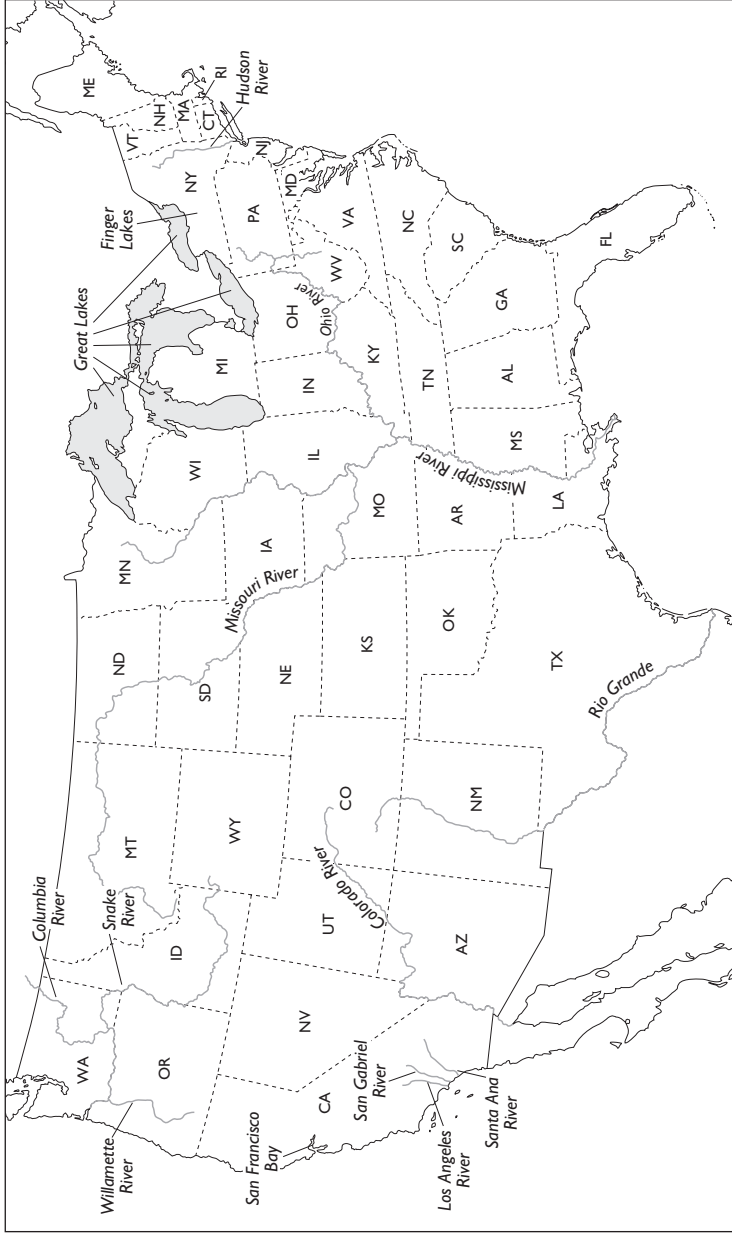 Columbia
River
Snake
River
Willamette
River
San Francisco
Bay
Los Angeles
River
San Gabriel
River
Santa Ana
River
Colorado River
Rio Grande
Missouri River
Mississippi River
Ohio
River
Great Lakes
Finger
Lakes
Hudson
River
WA
OR
CA
NV
ID
MT
WY
UT
AZ
CO
NM
ND
SD
NE
KS
OK
TX
MN
IA
MO
AR
LA
WI
IL
MI
IN
OH
KY
TN
MS
AL
GA
FL
SC
NC
VA
WV
MD
PA
NJ
NY
VT
NH
ME
MA
CT
RI